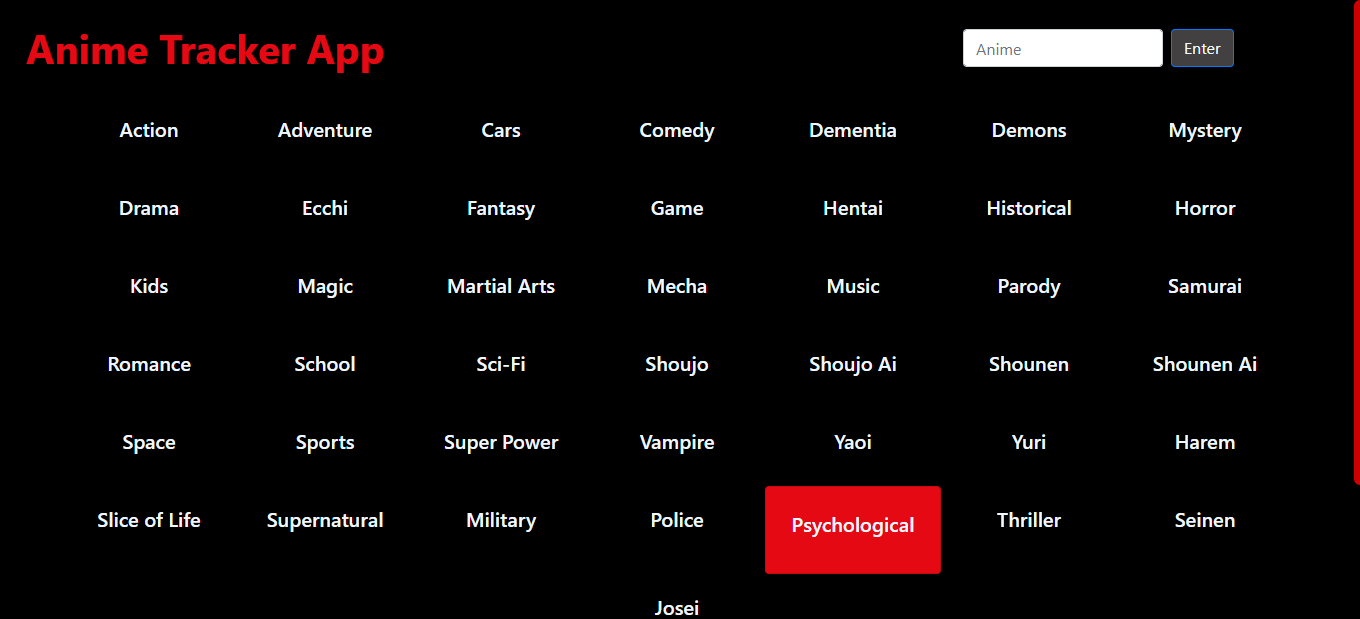 Anime Tracker App
Anime
Enter
Action Adventure Cars Comedy Dementia Demons Mystery
Drama Ecchi Fantasy Game Hentai Historical Horror
Kids Magic Martial Arts Mecha Music Parody Samurai
Romance School Sci-Fi Shoujo Shoujo Ai Shounen Shounen Ai
Space Sports Super Power Vampire Yaoi Yuri Harem
Slice of Life Supernatural Military Police Psychological Thriller Seinen
Josei